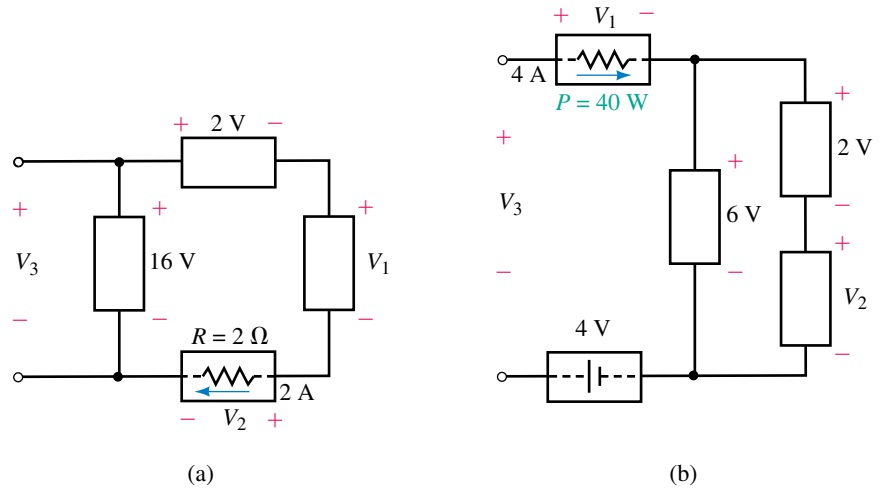 + 2 V −
+ +
V3 16 V
− −
+
V1
−
R = 2 Ω
2 A
− V2 +
(a)
+ V1 −
4 A
P = 40 W
+
V3
−
+
6 V
−
+
2 V
−
+
V2
−
4 V
(b)